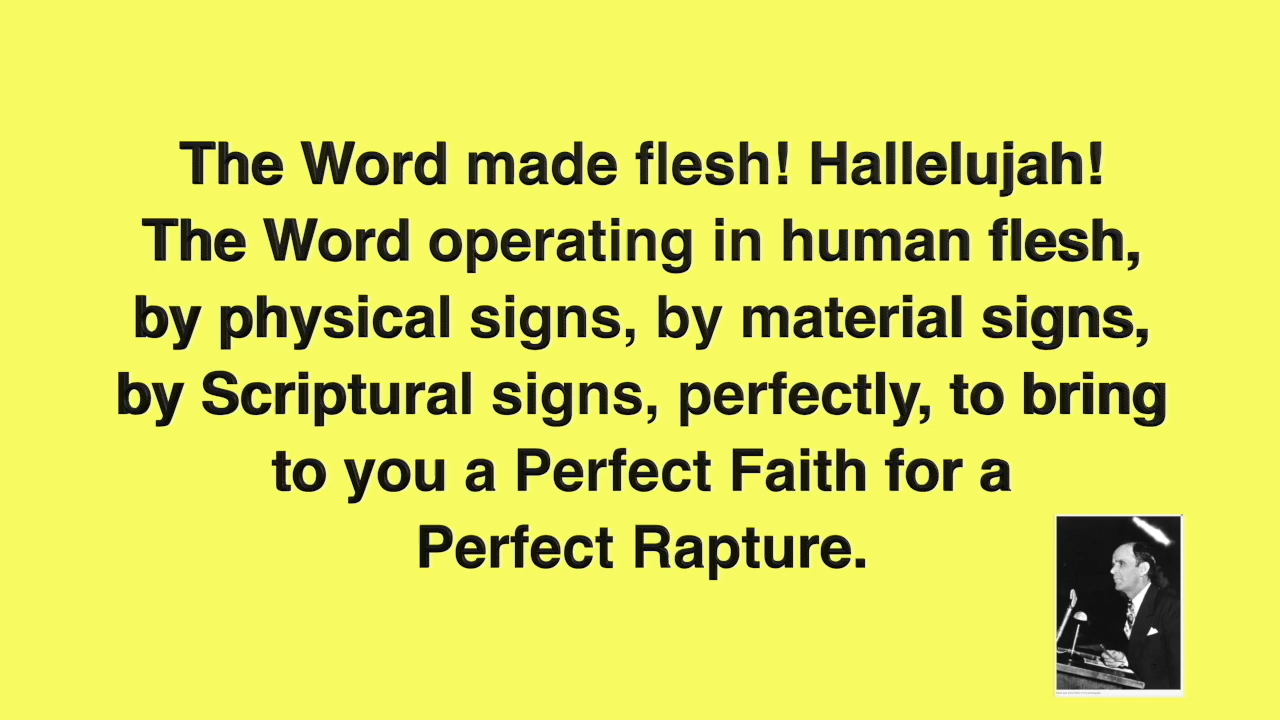 The Word made flesh! Hallelujah!
The Word operating in human flesh,
by physical signs, by material signs,
by Scriptural signs, perfectly, to bring
to you a Perfect Faith for a
Perfect Rapture.